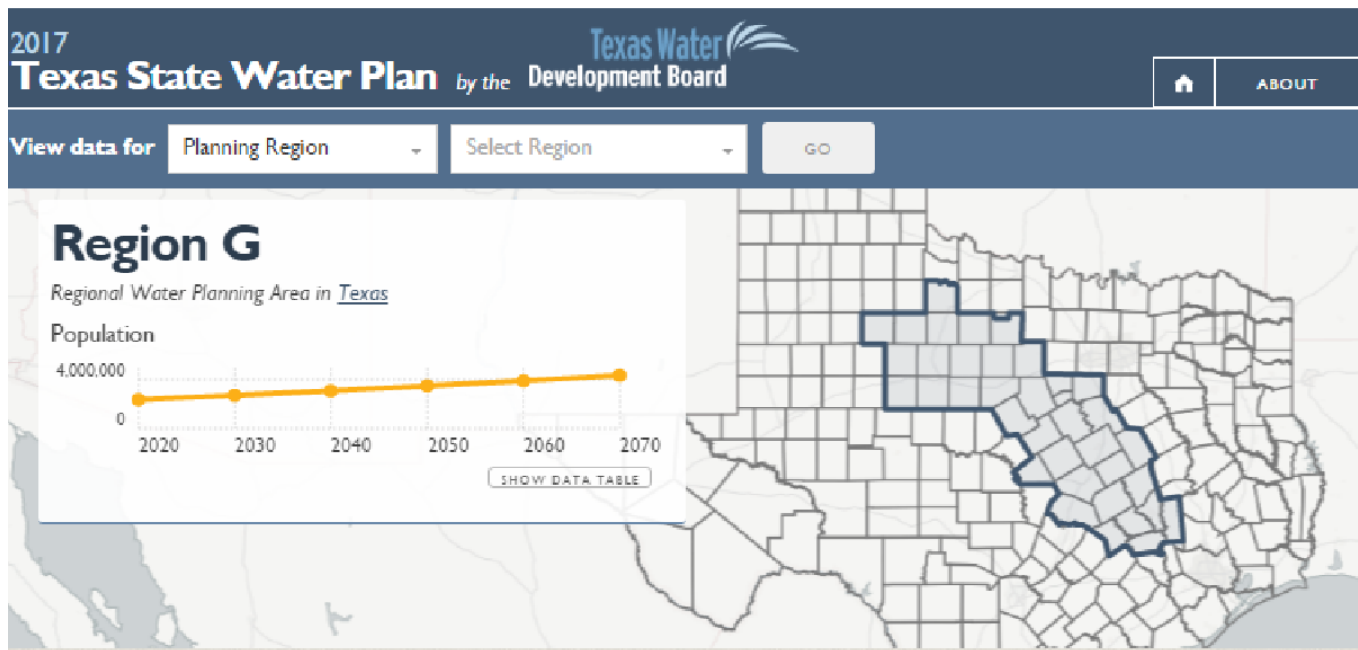 2017
Texas State Water Plan by the Texas Water Development Board
ABOUT
View data for Planning Region Select Region GO
Region G
Regional Water Planning Area in Texas
Population
4,000,000
0
2020 2030 2040 2050 2060 2070
SHOW DATA TABLE